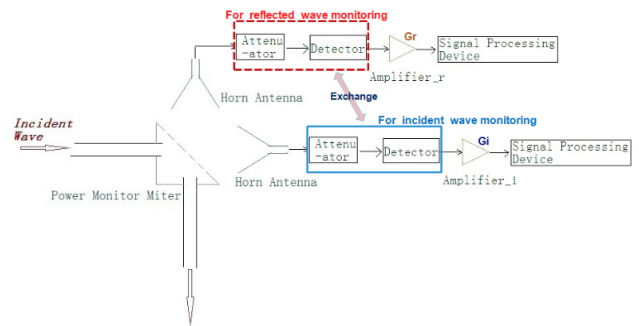 For reflected wave monitoring
Attenu
-ator
Detector
Gr
Signal Processing
Device
Amplifier_r
Horn Antenna
Exchange
For incident wave monitoring
Incident
Wave
Attenu
-ator
Detector
Gi
Signal Processing
Device
Horn Antenna
Amplifier_i
Power Monitor Miter